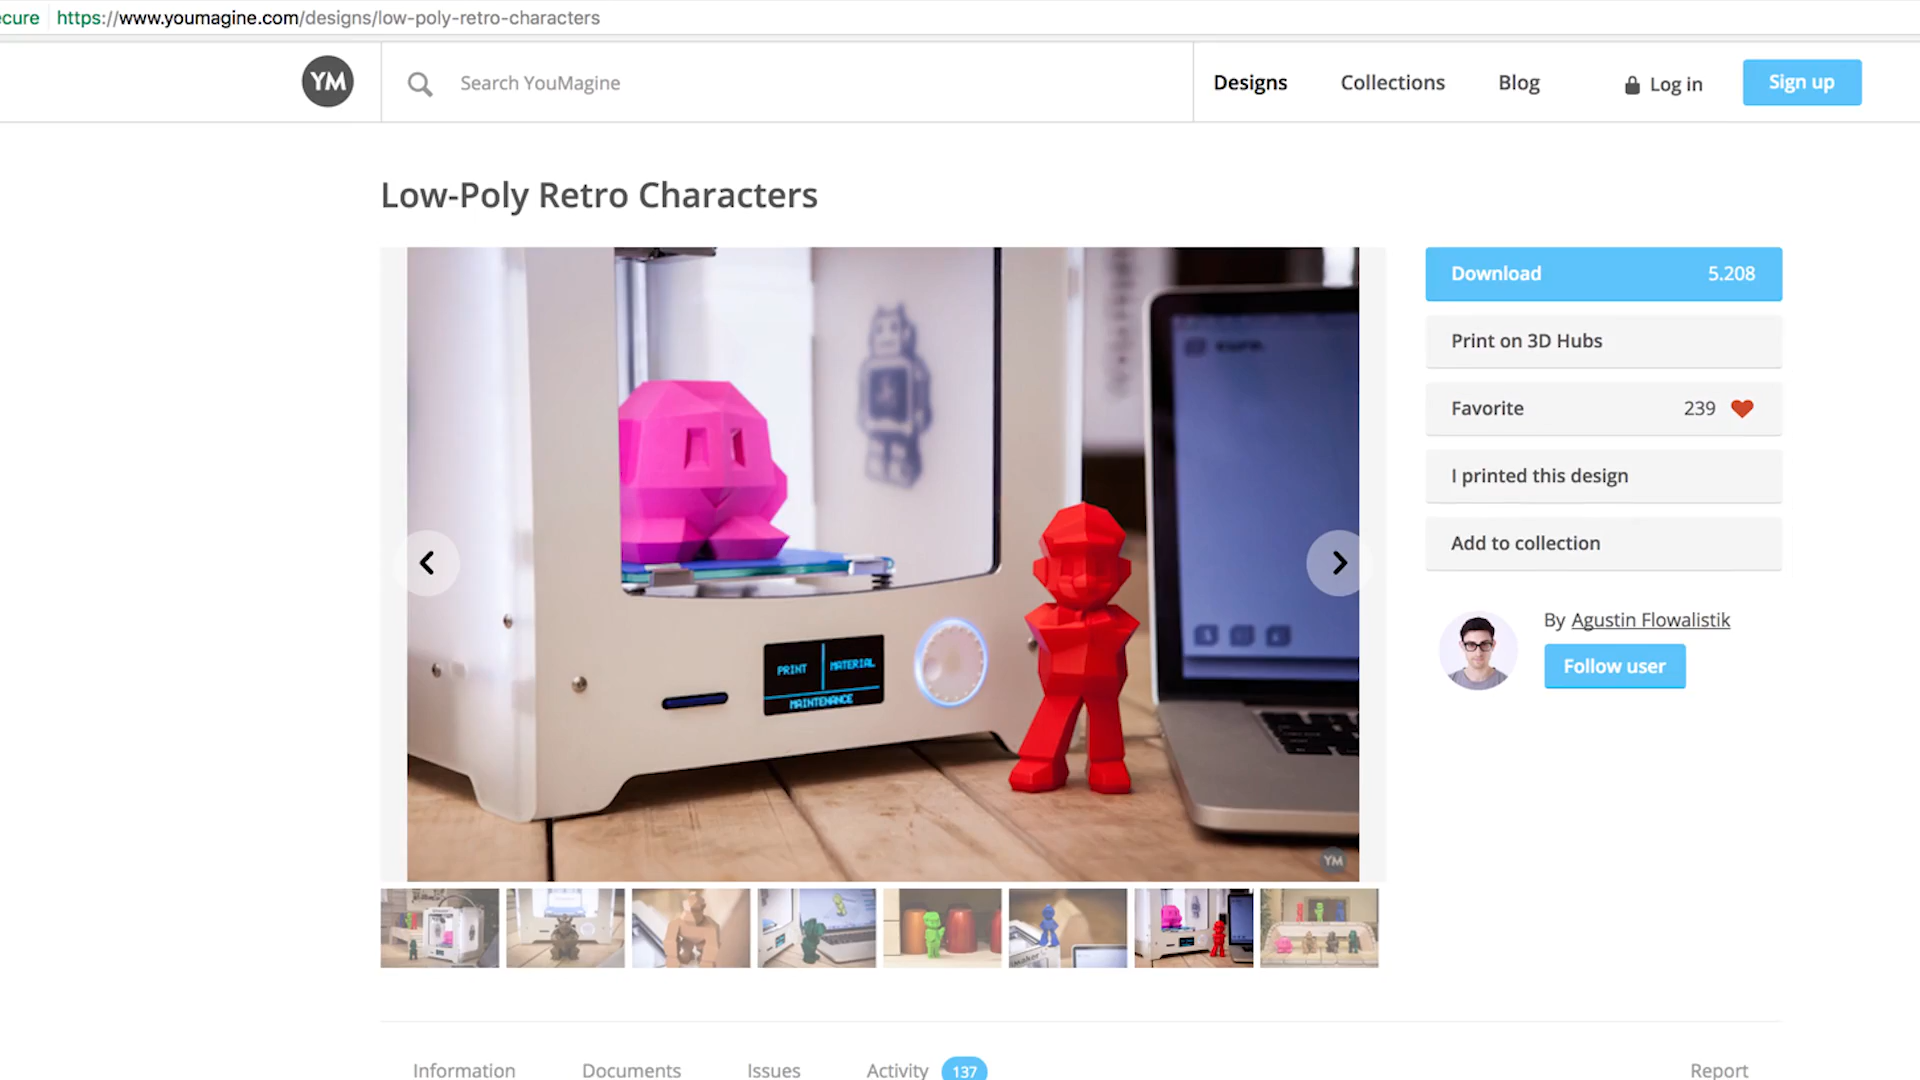 ecure https://www.youmagine.com/designs/low-poly-retro-characters
YM Search YouMagine Designs Collections Blog Log in Sign up
Low-Poly Retro Characters
Download 5.208
Print on 3D Hubs
Favorite 239
I printed this design
Add to collection
By Agustin Flowalistik
Follow user
PRINT MATERIAL
MAINTENANCE
YM
Information Documents Issues Activity 137 Report